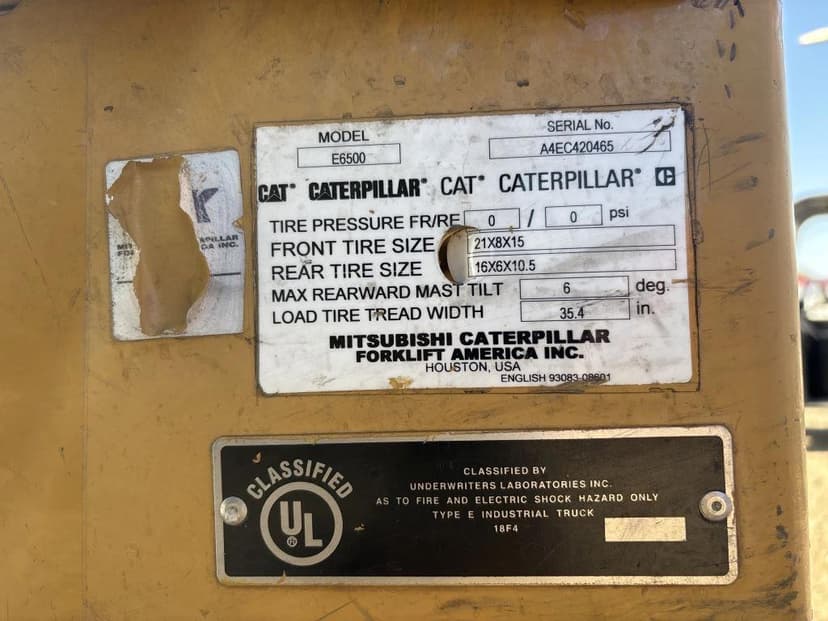 MODEL
E6500
SERIAL No.
A4EC420465
CAT® CATERPILLAR® CAT® CATERPILLAR®
TIRE PRESSURE FR/RE 0 / 0 psi
FRONT TIRE SIZE 21X8X15
REAR TIRE SIZE 16X6X10.5
MAX REARWARD MAST TILT 6 deg.
LOAD TIRE TREAD WIDTH 35.4 in.
MITSUBISHI CATERPILLAR
FORKLIFT AMERICA INC.
HOUSTON, USA
ENGLISH 93083-08601
CLASSIFIED
UL®
CLASSIFIED BY
UNDERWRITERS LABORATORIES INC.
AS TO FIRE AND ELECTRIC SHOCK HAZARD ONLY
TYPE E INDUSTRIAL TRUCK
18F4